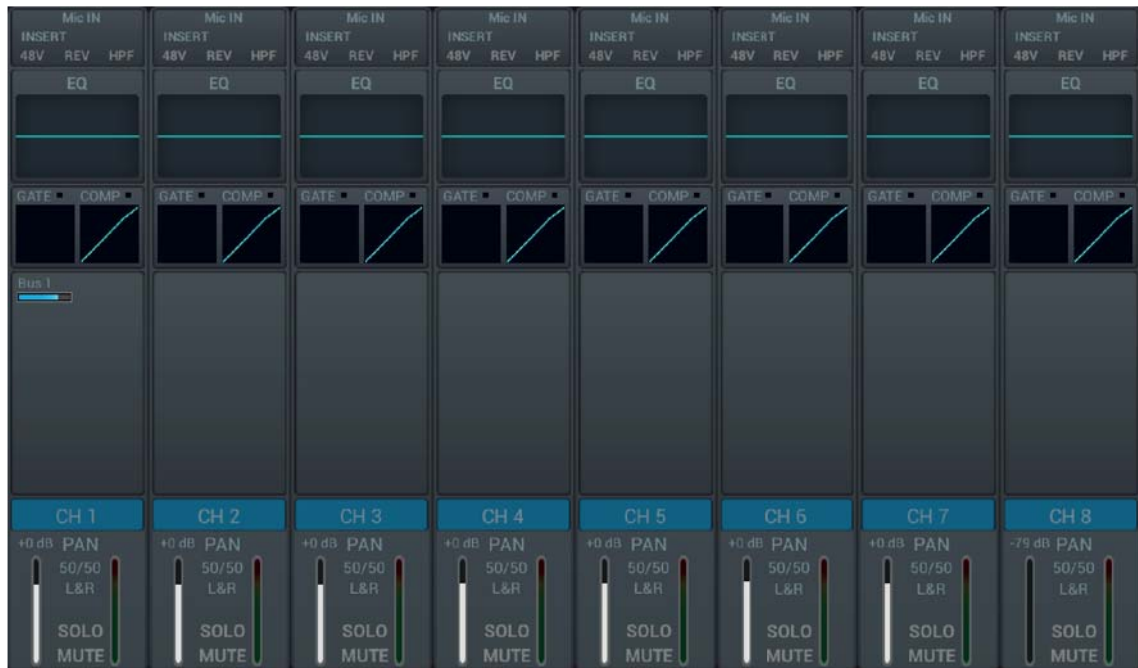 Mic IN Mic IN Mic IN Mic IN Mic IN Mic IN Mic IN Mic IN
INSERT INSERT INSERT INSERT INSERT INSERT INSERT INSERT
48V REV HPF 48V REV HPF 48V REV HPF 48V REV HPF 48V REV HPF 48V REV HPF 48V REV HPF 48V REV HPF
EQ EQ EQ EQ EQ EQ EQ EQ
GATE COMP GATE COMP GATE COMP GATE COMP GATE COMP GATE COMP GATE COMP GATE COMP
Bus 1
CH 1 CH 2 CH 3 CH 4 CH 5 CH 6 CH 7 CH 8
+0 dB PAN +0 dB PAN +0 dB PAN +0 dB PAN +0 dB PAN +0 dB PAN +0 dB PAN -79 dB PAN
50/50 50/50 50/50 50/50 50/50 50/50 50/50 50/50
L&R L&R L&R L&R L&R L&R L&R L&R
SOLO SOLO SOLO SOLO SOLO SOLO SOLO SOLO
MUTE MUTE MUTE MUTE MUTE MUTE MUTE MUTE